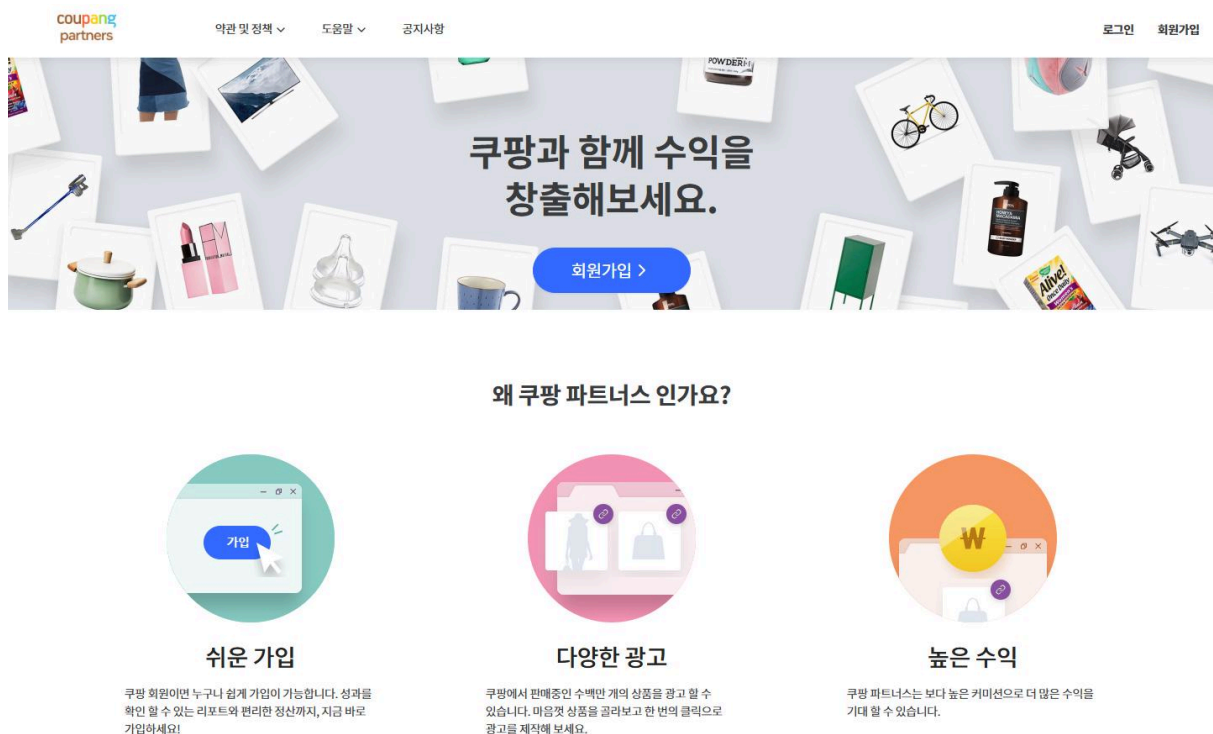 coupang
partners
약관 및 정책
도움말
공지사항
로그인
회원가입
쿠팡과 함께 수익을
창출해보세요.
회원가입 >
왜 쿠팡 파트너스 인가요?
가입
쉬운 가입
쿠팡 회원이면 누구나 쉽게 가입이 가능합니다. 성과를
확인 할 수 있는 리포트와 편리한 정산까지, 지금 바로
가입하세요!
다양한 광고
쿠팡에서 판매중인 수백만 개의 상품을 광고 할 수
있습니다. 마음껏 상품을 골라보고 한 번의 클릭으로
광고를 제작해 보세요.
₩
높은 수익
쿠팡 파트너스는 보다 높은 커미션으로 더 많은 수익을
기대 할 수 있습니다.
Alive!
Once Daily